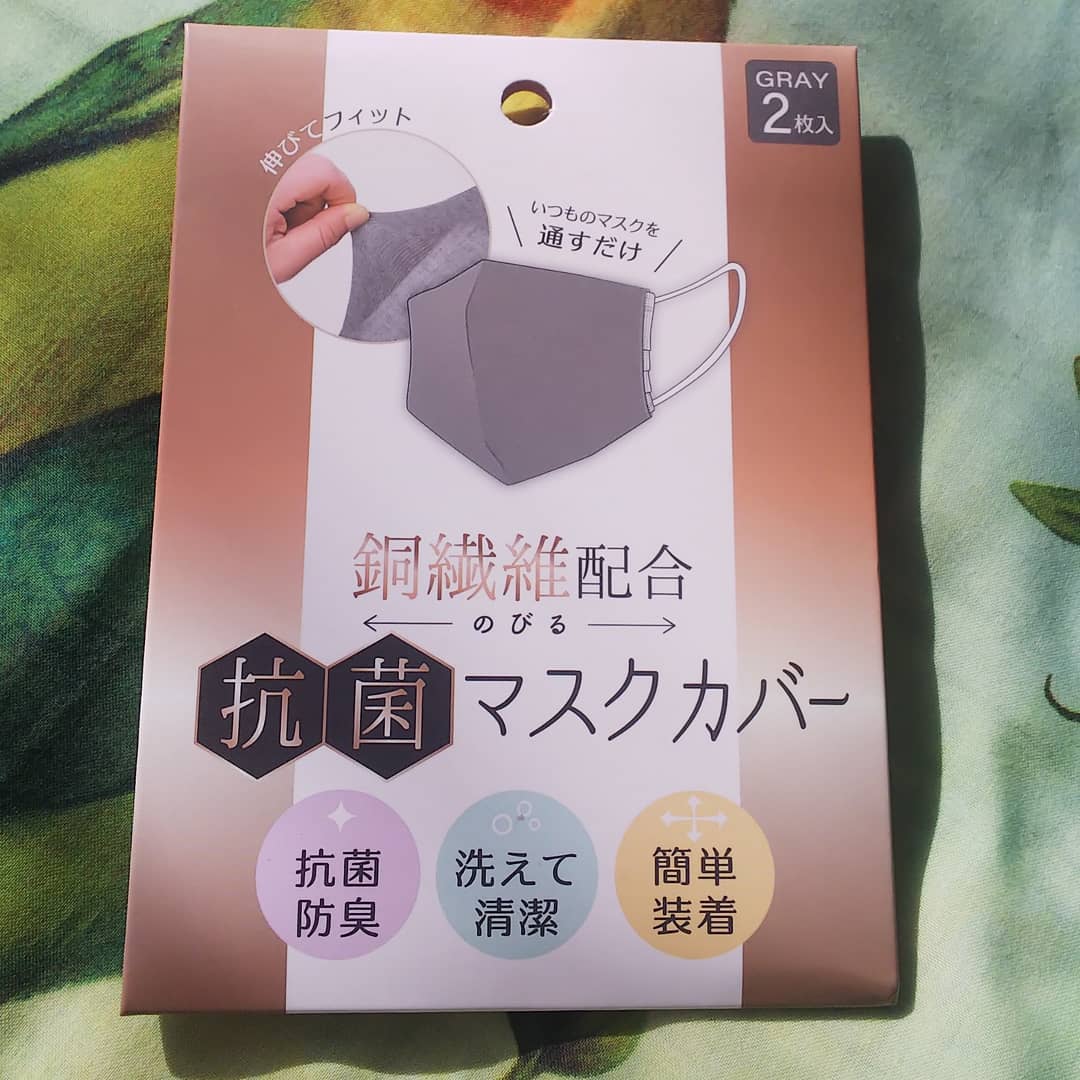 GRAY
2枚入
伸びてフィット
いつものマスクを
通すだけ
銅繊維配合
のびる
抗菌マスクカバー
抗菌
防臭
洗えて
清潔
簡単
装着